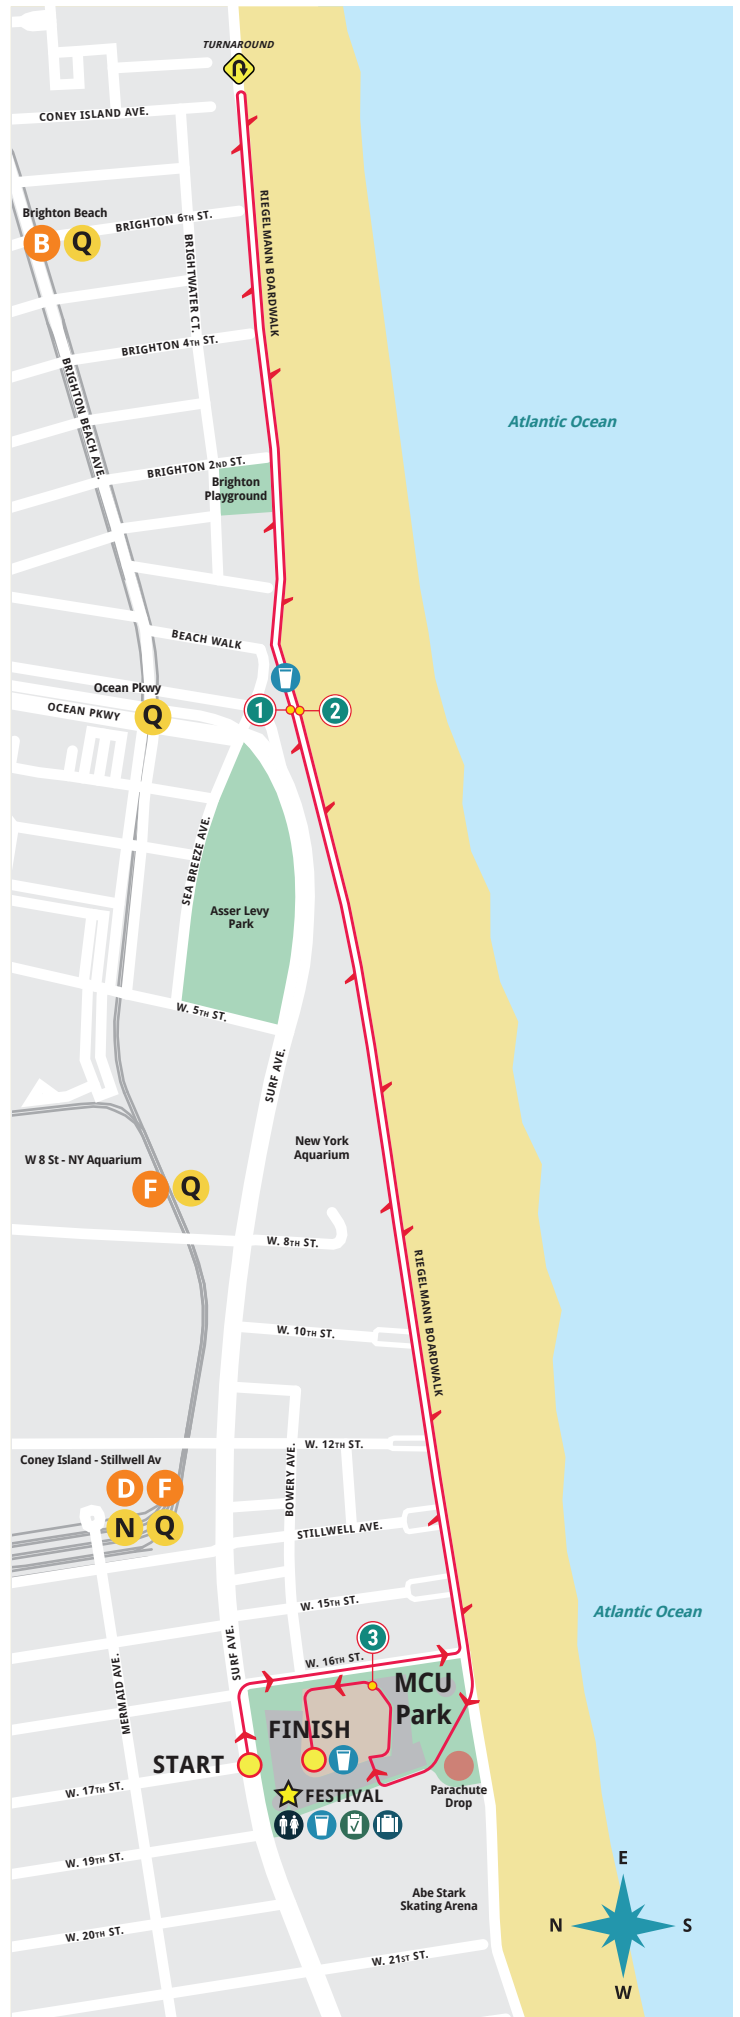 TURNAROUND
CONEY ISLAND AVE.
RIEGELMANN BOARDWALK
Brighton Beach
B Q
BRIGHTON 6TH ST.
BRIGHTWATER CT.
BRIGHTON 4TH ST.
BRIGHTON BEACH AVE.
Atlantic Ocean
BRIGHTON 2ND ST.
Brighton
Playground
BEACH WALK
Ocean Pkwy
Q
OCEAN PKWY
1
2
SEA BREEZE AVE.
Asser Levy
Park
W. 5TH ST.
SURF AVE.
New York
Aquarium
W 8 St - NY Aquarium
F Q
W. 8TH ST.
RIEGELMANN BOARDWALK
W. 10TH ST.
W. 12TH ST.
BOWERY AVE.
Coney Island - Stillwell Av
D F
N Q
STILLWELL AVE.
W. 15TH ST.
Atlantic Ocean
SURF AVE.
3
W. 16TH ST.
MERMAID AVE.
MCU
Park
FINISH
START
W. 17TH ST.
FESTIVAL
Parachute
Drop
W. 19TH ST.
Abe Stark
Skating Arena
W. 20TH ST.
W. 21ST ST.
E
N
S
W